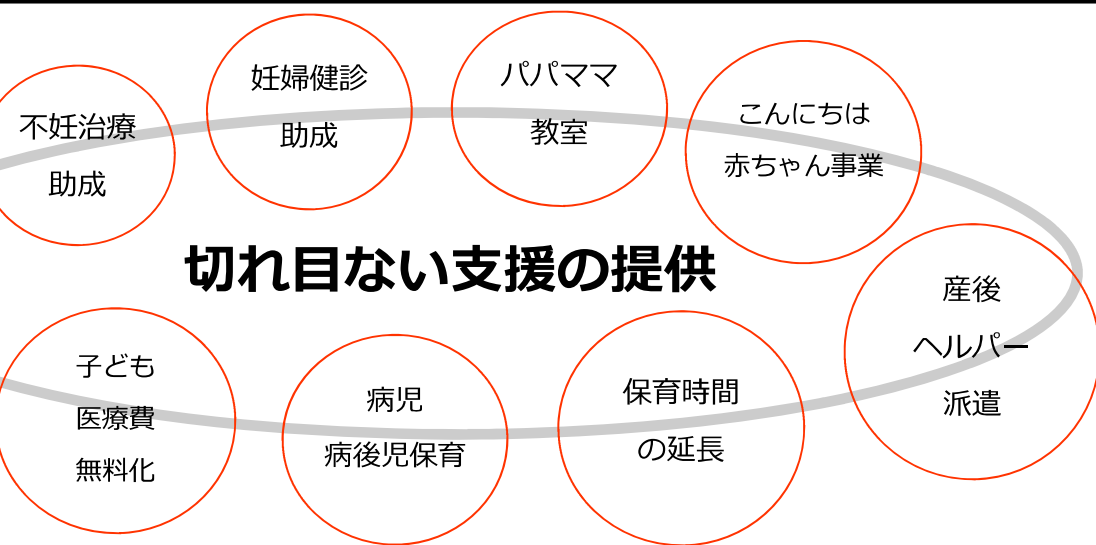 不妊治療
助成
妊婦健診
助成
パパママ
教室
こんにちは
赤ちゃん事業
切れ目ない支援の提供
産後
ヘルパー
派遣
子ども
医療費
無料化
病児
病後児保育
保育時間
の延長